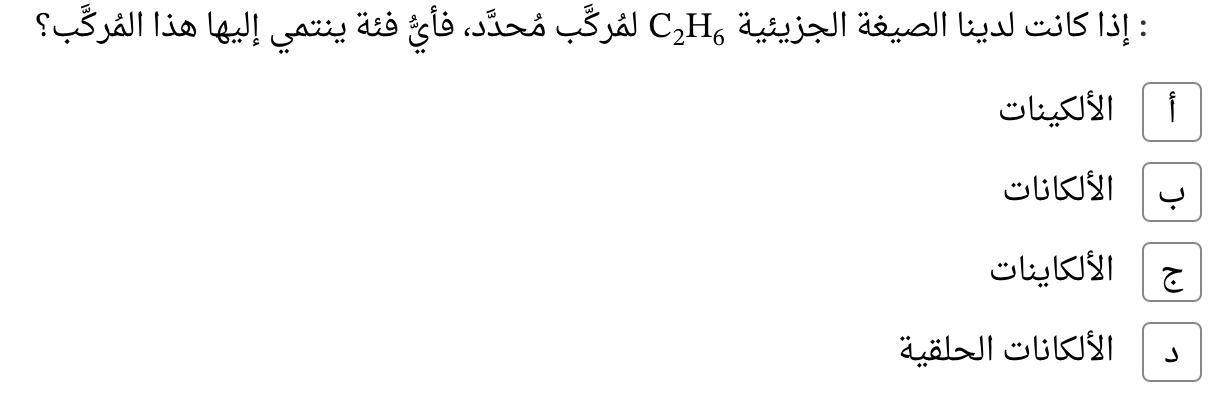 : إذا كانت لدينا الصيغة الجزيئية C₂H₆ لمُركَّب مُحدَّد، فأيُّ فئة ينتمي إليها هذا المُركَّب؟
أ الألكينات
ب الألكانات
ج الألكاينات
د الألكانات الحلقية